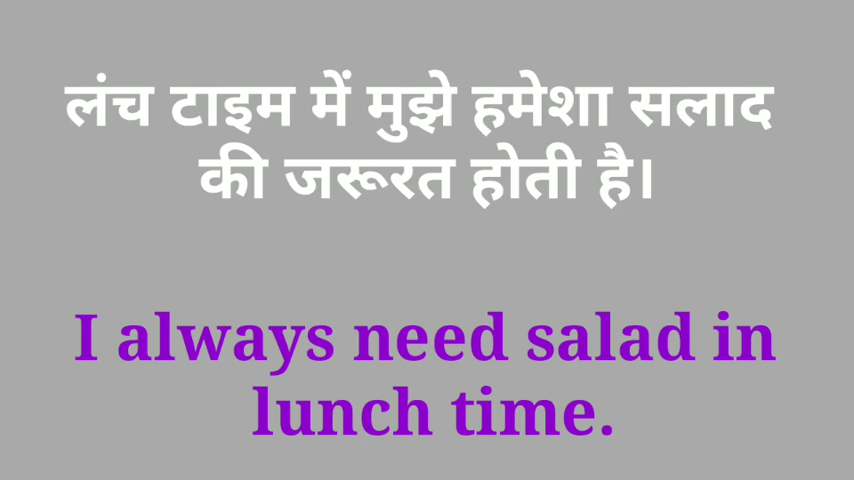 लंच टाइम में मुझे हमेशा सलाद
की जरूरत होती है।
I always need salad in
lunch time.